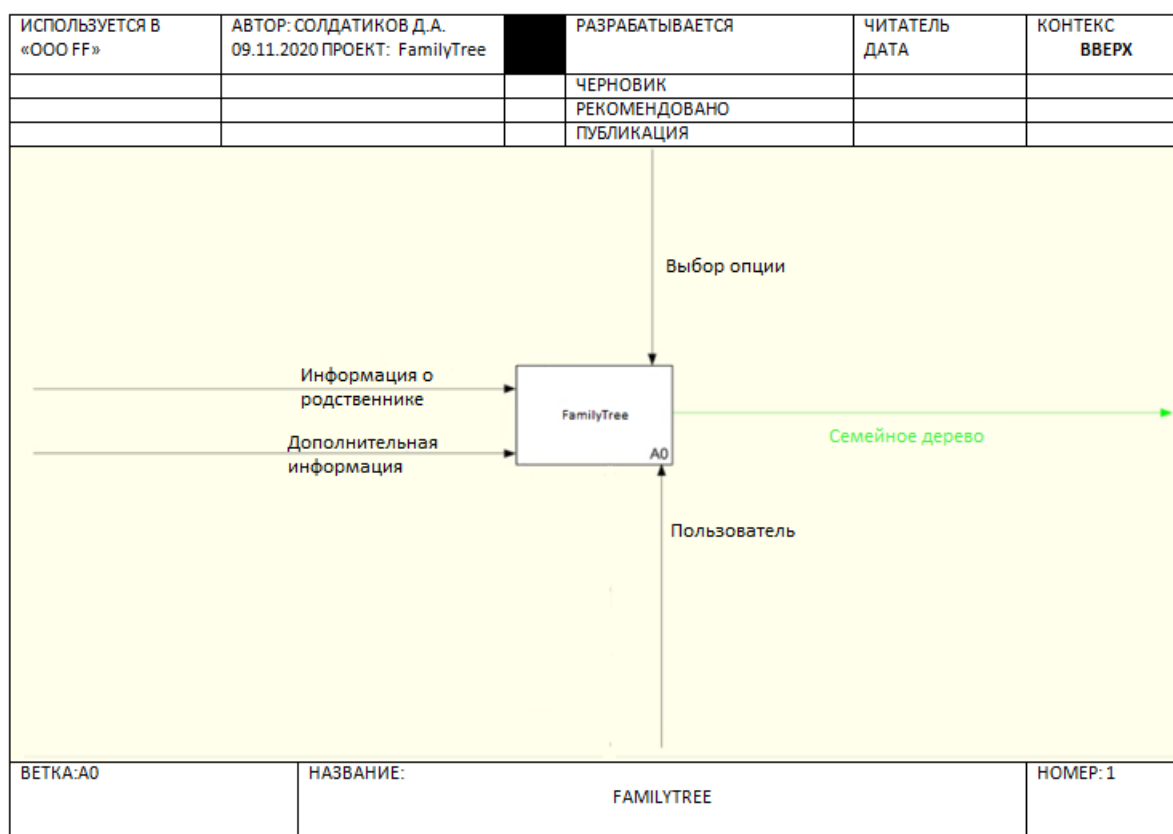 ИСПОЛЬЗУЕТСЯ В
«ООО FF»
АВТОР: СОЛДАТИКОВ Д.А.
09.11.2020 ПРОЕКТ: FamilyTree
РАЗРАБАТЫВАЕТСЯ
ЧИТАТЕЛЬ
ДАТА
КОНТЕКС
ВВЕРХ
ЧЕРНОВИК
РЕКОМЕНДОВАНО
ПУБЛИКАЦИЯ
Выбор опции
Информация о
родственнике
FamilyTree
Семейное дерево
Дополнительная
информация
A0
Пользователь
ВЕТКА:А0
НАЗВАНИЕ:
FAMILYTREE
НОМЕР: 1